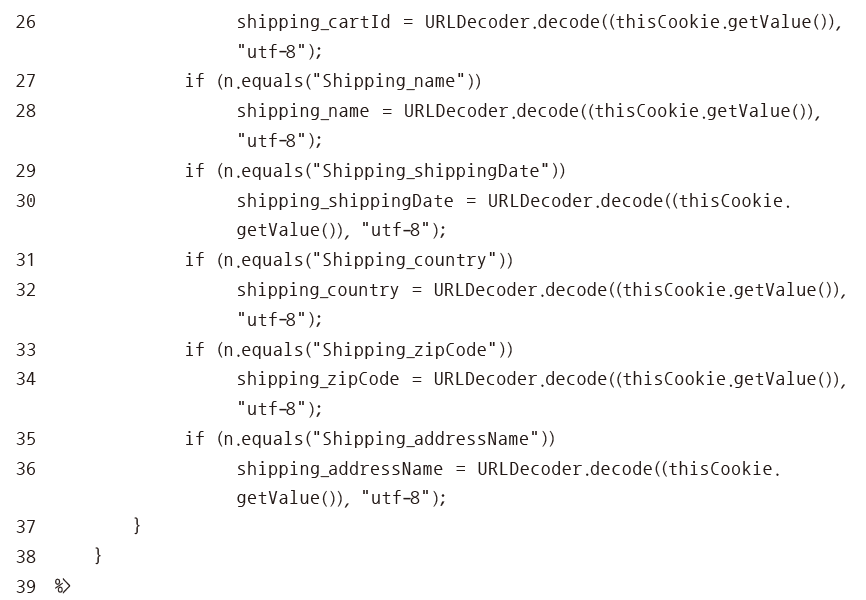 26 shipping_cartId = URLDecoder.decode((thisCookie.getValue()),
"utf-8");
27 if (n.equals("Shipping_name"))
28 shipping_name = URLDecoder.decode((thisCookie.getValue()),
"utf-8");
29 if (n.equals("Shipping_shippingDate"))
30 shipping_shippingDate = URLDecoder.decode((thisCookie.
getValue()), "utf-8");
31 if (n.equals("Shipping_country"))
32 shipping_country = URLDecoder.decode((thisCookie.getValue()),
"utf-8");
33 if (n.equals("Shipping_zipCode"))
34 shipping_zipCode = URLDecoder.decode((thisCookie.getValue()),
"utf-8");
35 if (n.equals("Shipping_addressName"))
36 shipping_addressName = URLDecoder.decode((thisCookie.
getValue()), "utf-8");
37 }
38 }
39 %>